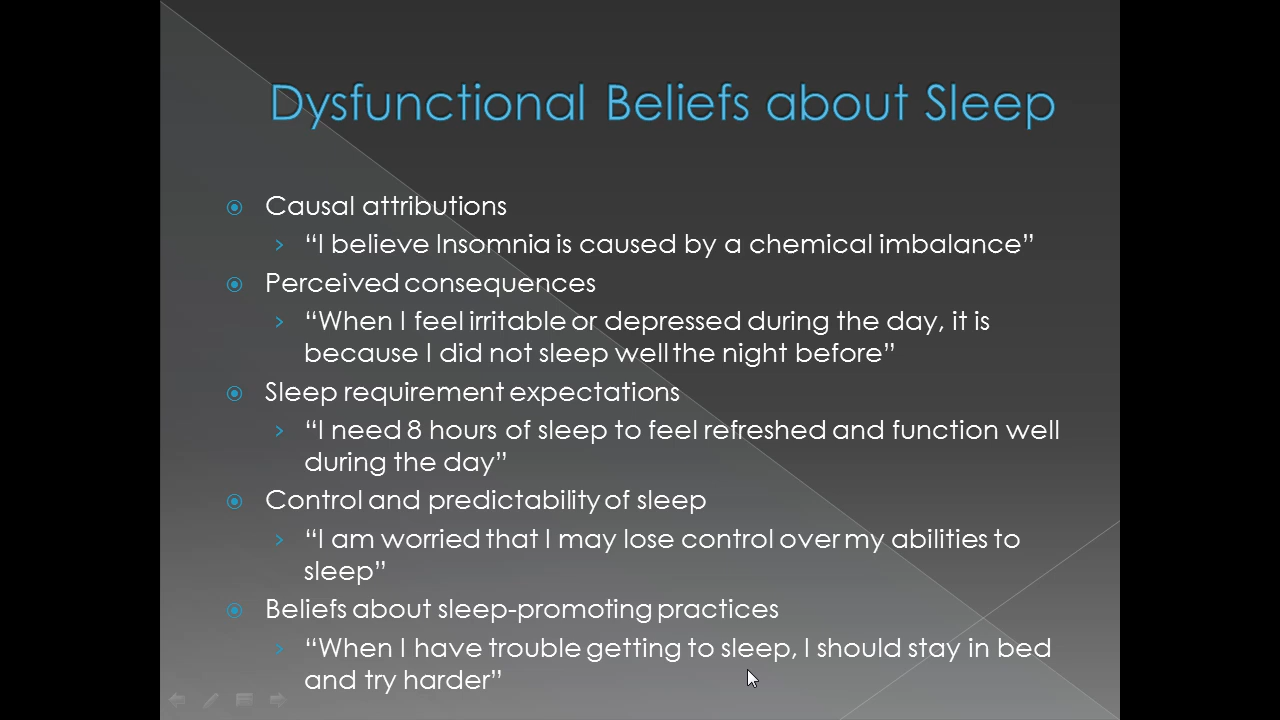 Dysfunctional Beliefs about Sleep
Causal attributions
“I believe Insomnia is caused by a chemical imbalance”
Perceived consequences
“When I feel irritable or depressed during the day, it is
because I did not sleep well the night before”
Sleep requirement expectations
“I need 8 hours of sleep to feel refreshed and function well
during the day”
Control and predictability of sleep
“I am worried that I may lose control over my abilities to
sleep”
Beliefs about sleep-promoting practices
“When I have trouble getting to sleep, I should stay in bed
and try harder”